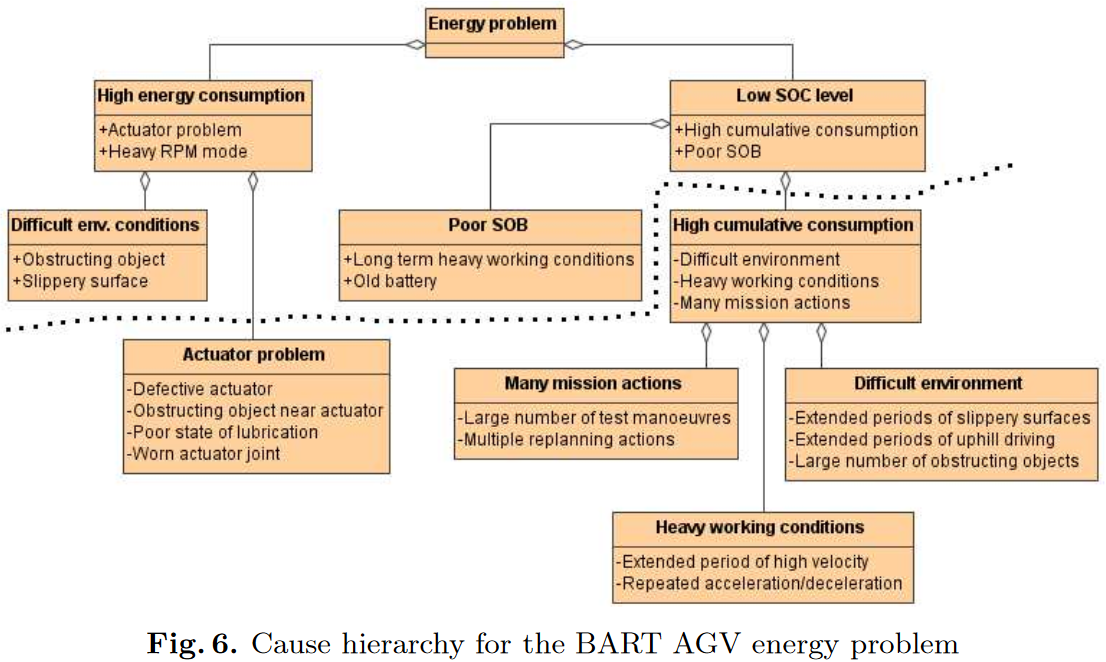 Energy problem
High energy consumption
+Actuator problem
+Heavy RPM mode
Low SOC level
+High cumulative consumption
+Poor SOB
Difficult env. conditions
+Obstructing object
+Slippery surface
Poor SOB
+Long term heavy working conditions
+Old battery
High cumulative consumption
-Difficult environment
-Heavy working conditions
-Many mission actions
Actuator problem
-Defective actuator
-Obstructing object near actuator
-Poor state of lubrication
-Worn actuator joint
Many mission actions
-Large number of test manoeuvres
-Multiple replanning actions
Difficult environment
-Extended periods of slippery surfaces
-Extended periods of uphill driving
-Large number of obstructing objects
Heavy working conditions
-Extended period of high velocity
-Repeated acceleration/deceleration
Fig. 6. Cause hierarchy for the BART AGV energy problem